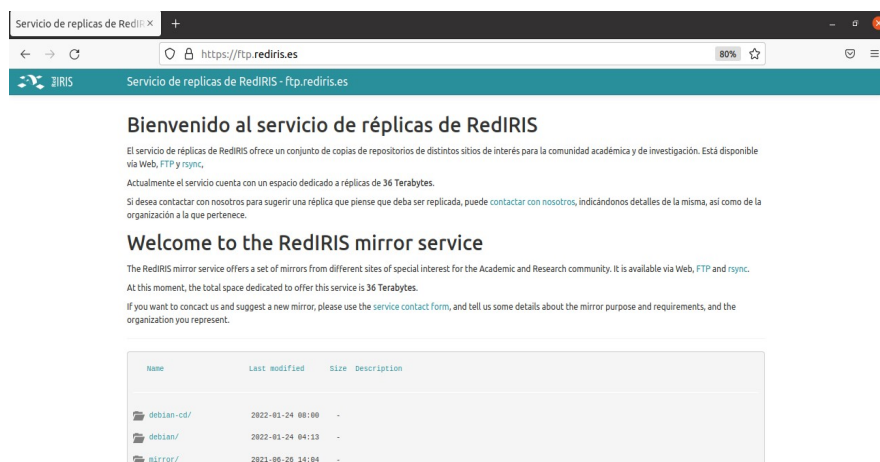 Servicio de replicas de RedIR
https://ftp.rediris.es
80%
IRIS
Servicio de replicas de RedIRIS - ftp.rediris.es
Bienvenido al servicio de réplicas de RedIRIS
El servicio de réplicas de RedIRIS ofrece un conjunto de copias de repositorios de distintos sitios de interés para la comunidad académica y de investigación. Está disponible
via Web, FTP y rsync,
Actualmente el servicio cuenta con un espacio dedicado a réplicas de 36 Terabytes.
Si desea contactar con nosotros para sugerir una réplica que piense que deba ser replicada, puede contactar con nosotros, indicándonos detalles de la misma, así como de la
organización a la que pertenece.
Welcome to the RedIRIS mirror service
The RedIRIS mirror service offers a set of mirrors from different sites of special interest for the Academic and Research community. It is available via Web, FTP and rsync.
At this moment, the total space dedicated to offer this service is 36 Terabytes.
If you want to concact us and suggest a new mirror, please use the service contact form, and tell us some details about the mirror purpose and requirements, and the
organization you represent.
Name Last modified Size Description
debian-cd/ 2022-01-24 08:00 -
debian/ 2022-01-24 04:13 -
mirror/ 2021-06-26 14:04 -